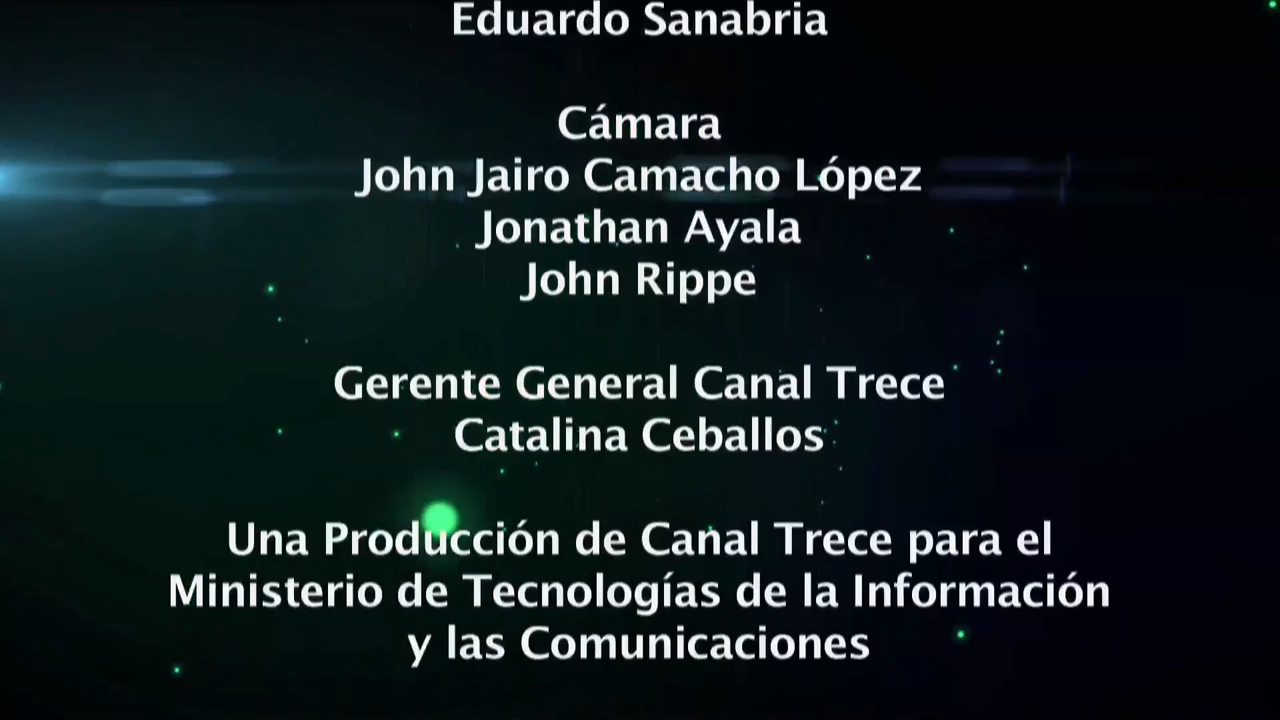 Eduardo Sanabria
Cámara
John Jairo Camacho López
Jonathan Ayala
John Rippe
Gerente General Canal Trece
Catalina Ceballos
Una Producción de Canal Trece para el
Ministerio de Tecnologías de la Información
y las Comunicaciones